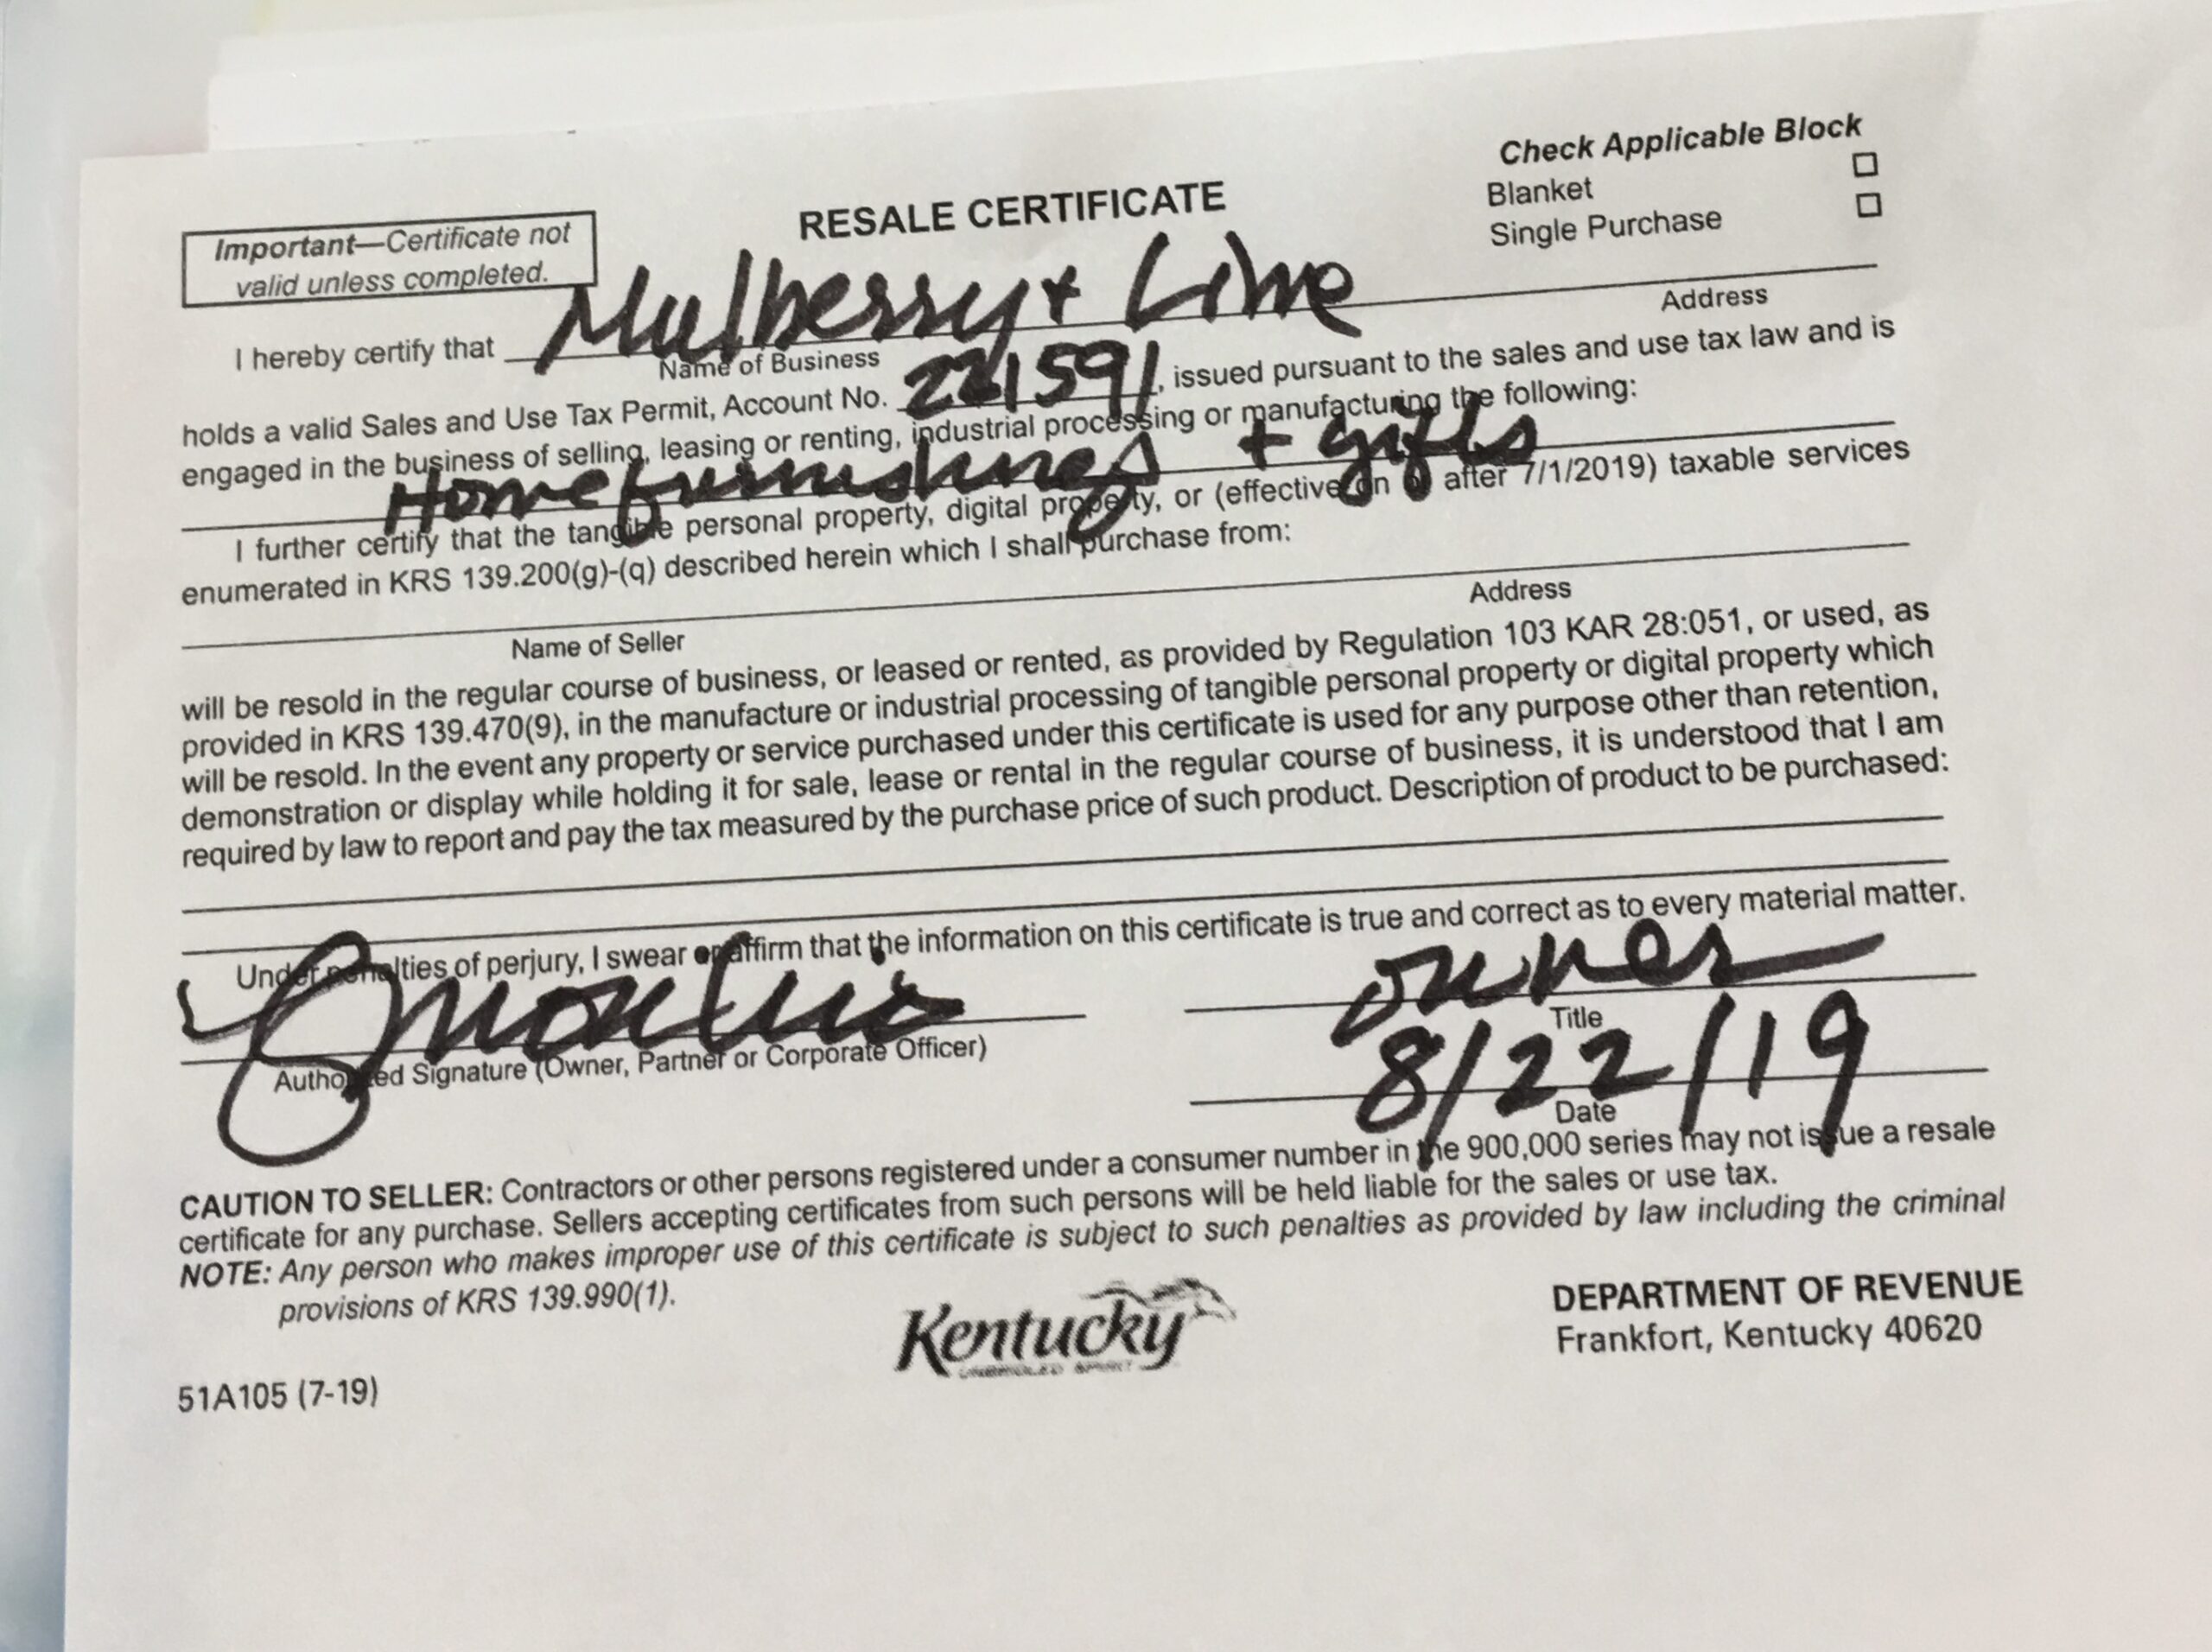 Check Applicable Block
Blanket
Single Purchase
RESALE CERTIFICATE
Important—Certificate not
valid unless completed.
I hereby certify that Mulberry + Lime
Name of Business
Address
holds a valid Sales and Use Tax Permit, Account No. 221591, issued pursuant to the sales and use tax law and is
engaged in the business of selling, leasing or renting, industrial processing or manufacturing the following:
Homefurnishings + gifts
I further certify that the tangible personal property, digital property, or (effective on or after 7/1/2019) taxable services
enumerated in KRS 139.200(g)-(q) described herein which I shall purchase from:
Name of Seller
Address
will be resold in the regular course of business, or leased or rented, as provided by Regulation 103 KAR 28:051, or used, as
provided in KRS 139.470(9), in the manufacture or industrial processing of tangible personal property or digital property which
will be resold. In the event any property or service purchased under this certificate is used for any purpose other than retention,
demonstration or display while holding it for sale, lease or rental in the regular course of business, it is understood that I am
required by law to report and pay the tax measured by the purchase price of such product. Description of product to be purchased:
Under penalties of perjury, I swear or affirm that the information on this certificate is true and correct as to every material matter.
owner
Authorized Signature (Owner, Partner or Corporate Officer)
Title
8/22/19
Date
CAUTION TO SELLER: Contractors or other persons registered under a consumer number in the 900,000 series may not issue a resale
certificate for any purchase. Sellers accepting certificates from such persons will be held liable for the sales or use tax.
NOTE: Any person who makes improper use of this certificate is subject to such penalties as provided by law including the criminal
provisions of KRS 139.990(1).
Kentucky
UNBRIDLED SPIRIT
DEPARTMENT OF REVENUE
Frankfort, Kentucky 40620
51A105 (7-19)